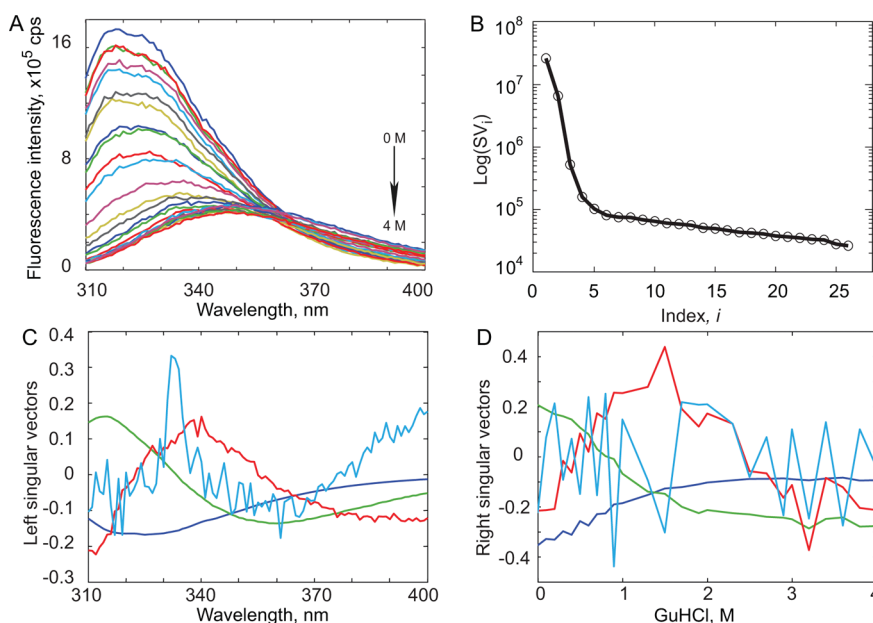 A
Fluorescence intensity, x10⁵ cps
16
8
0
0 M
4 M
310
340
370
400
Wavelength, nm
B
Log(SVᵢ)
10⁸
10⁷
10⁶
10⁵
10⁴
0
5
10
15
20
25
Index, i
C
Left singular vectors
0.4
0.3
0.2
0.1
0
-0.1
-0.2
-0.3
310
340
370
400
Wavelength, nm
D
Right singular vectors
0.4
0.2
0
-0.2
-0.4
0
1
2
3
4
GuHCl, M